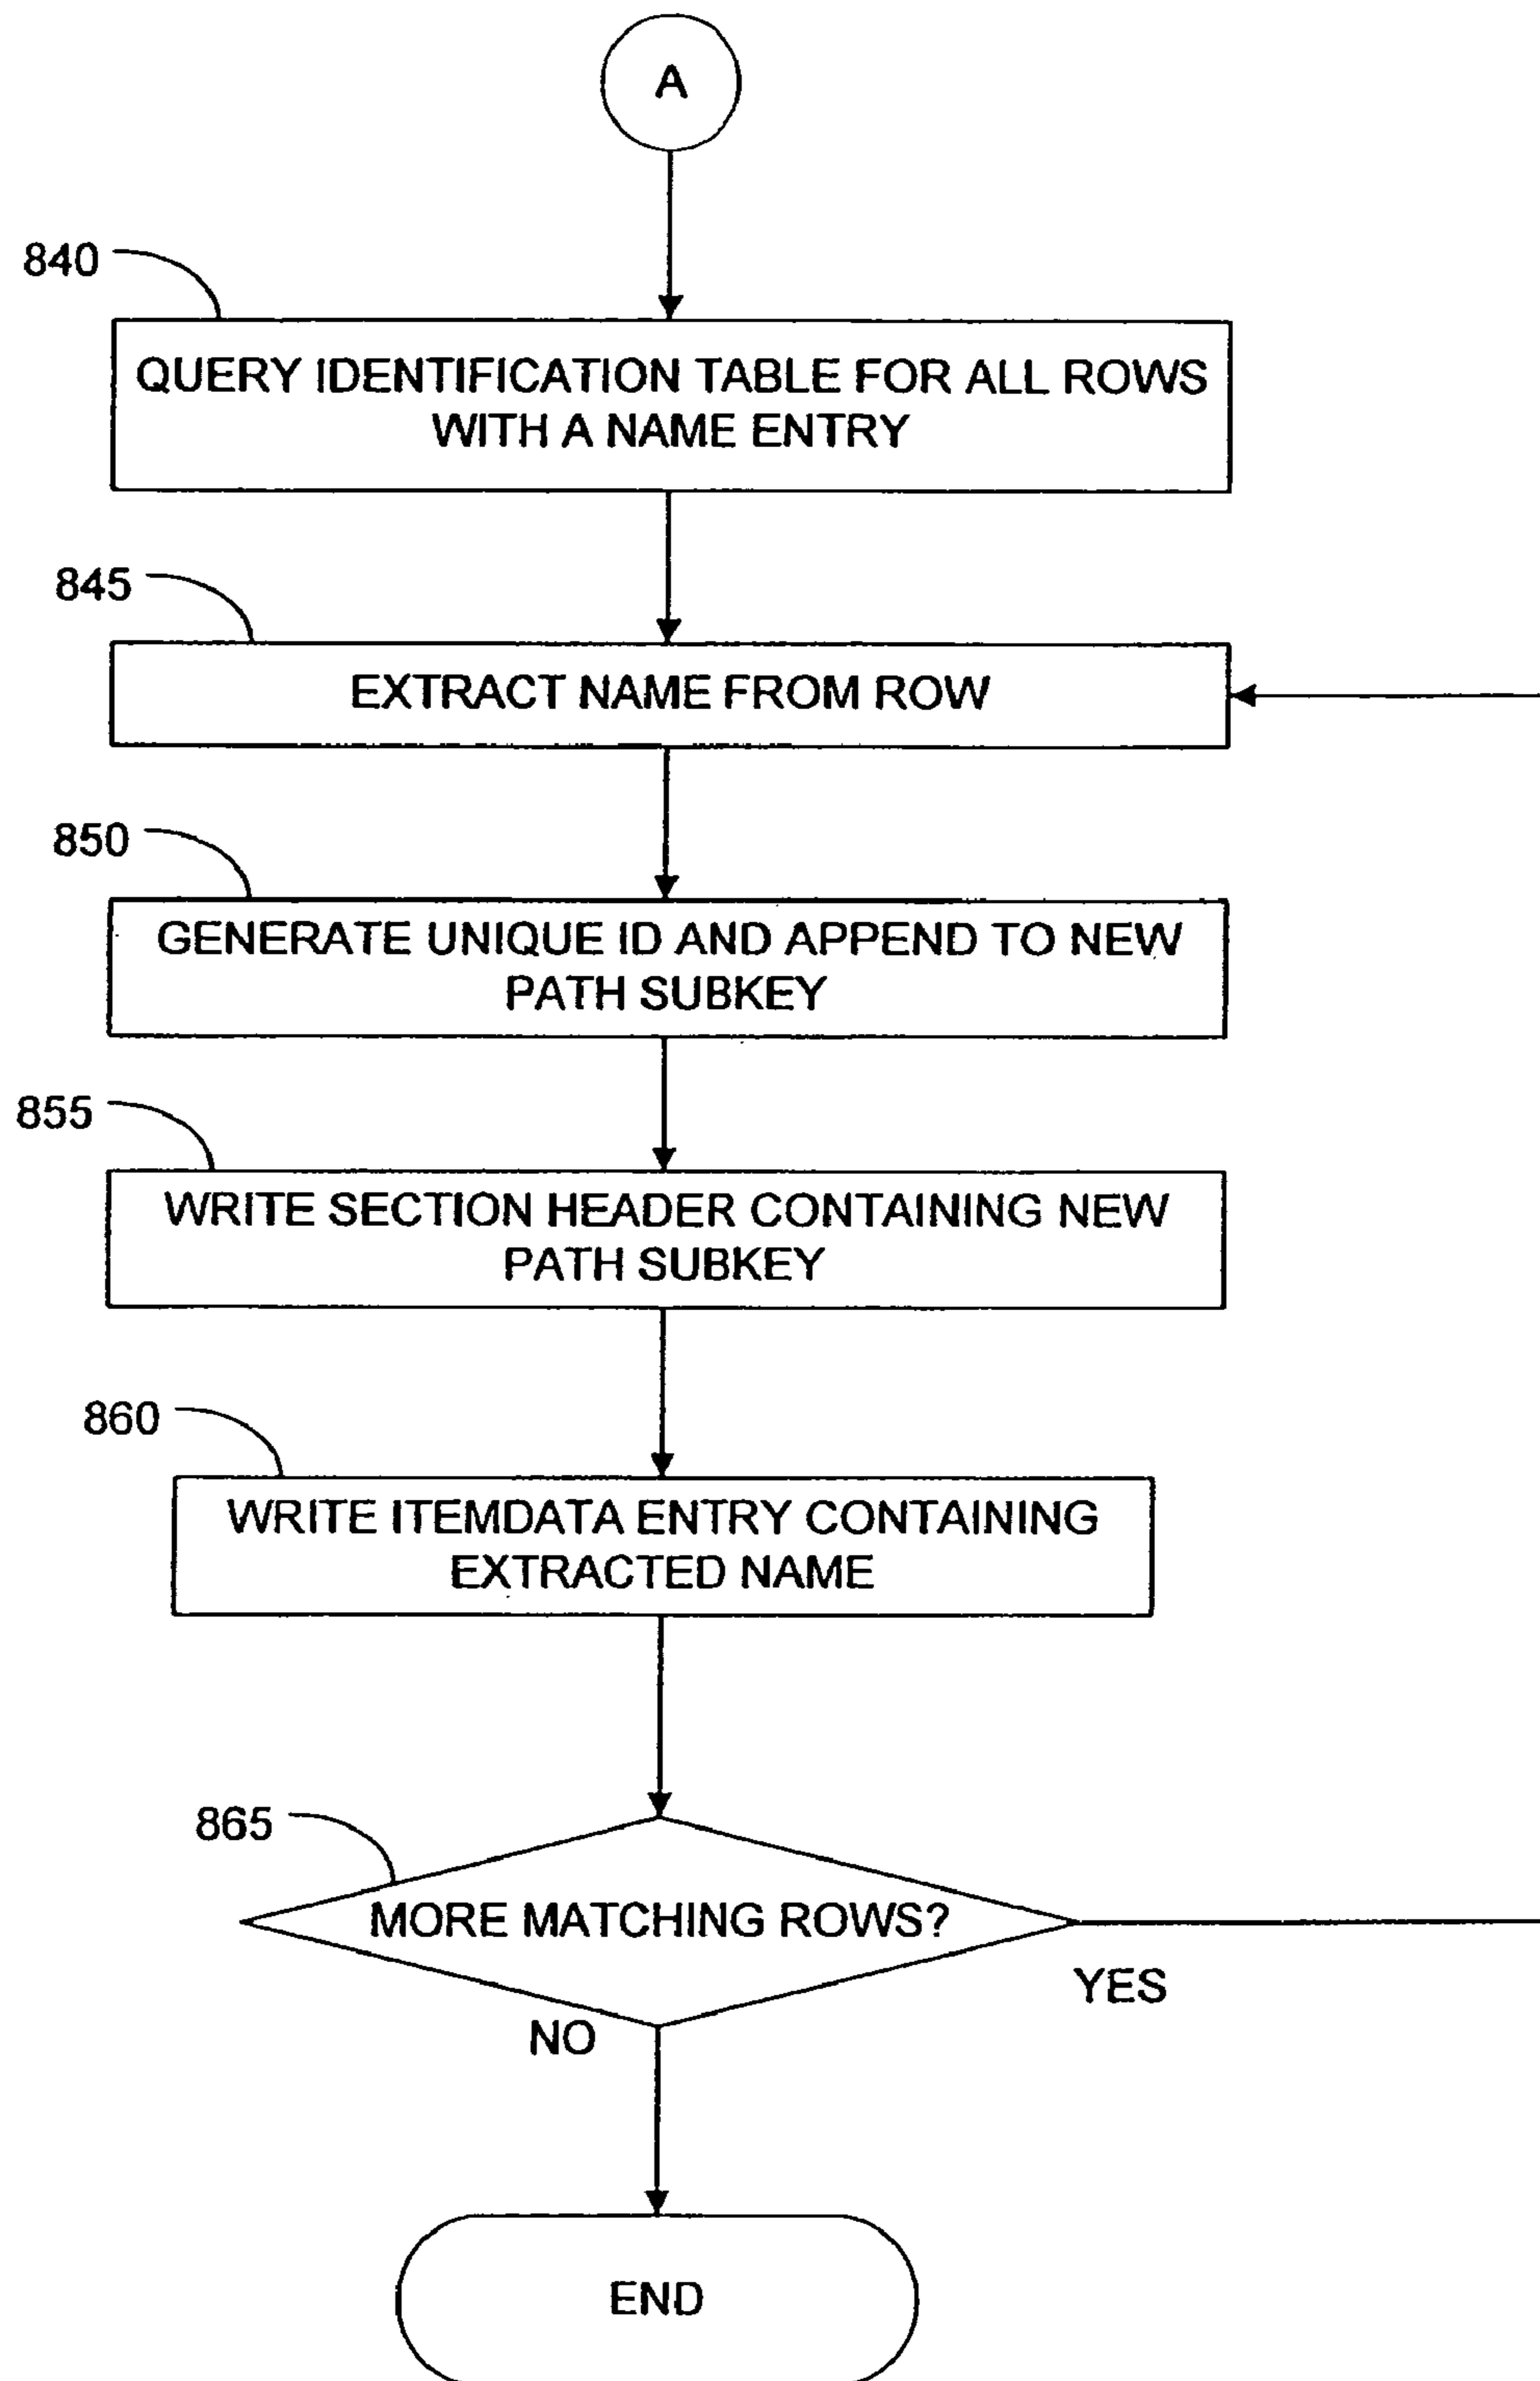 A
840
QUERY IDENTIFICATION TABLE FOR ALL ROWS
WITH A NAME ENTRY
845
EXTRACT NAME FROM ROW
850
GENERATE UNIQUE ID AND APPEND TO NEW
PATH SUBKEY
855
WRITE SECTION HEADER CONTAINING NEW
PATH SUBKEY
860
WRITE ITEMDATA ENTRY CONTAINING
EXTRACTED NAME
865
MORE MATCHING ROWS?
YES
NO
END